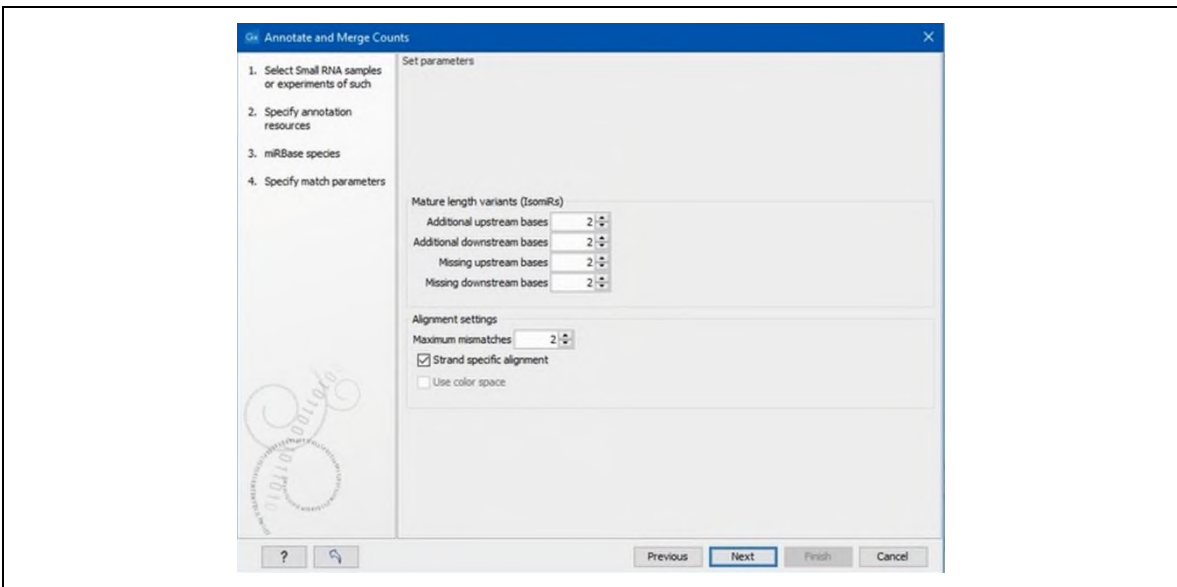 Gx Annotate and Merge Counts
1. Select Small RNA samples
or experiments of such
2. Specify annotation
resources
3. miRBase species
4. Specify match parameters
Set parameters
Mature length variants (IsomiRs)
Additional upstream bases 2
Additional downstream bases 2
Missing upstream bases 2
Missing downstream bases 2
Alignment settings
Maximum mismatches 2
Strand specific alignment
Use color space
? Previous Next Finish Cancel